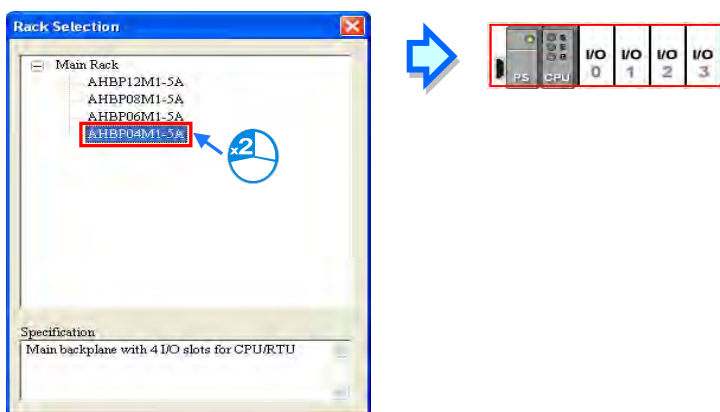 Rack Selection
Main Rack
AHBP12M1-5A
AHBP08M1-5A
AHBP06M1-5A
AHBP04M1-5A
×2
Specification
Main backplane with 4 I/O slots for CPU/RTU
PS CPU I/O 0 I/O 1 I/O 2 I/O 3